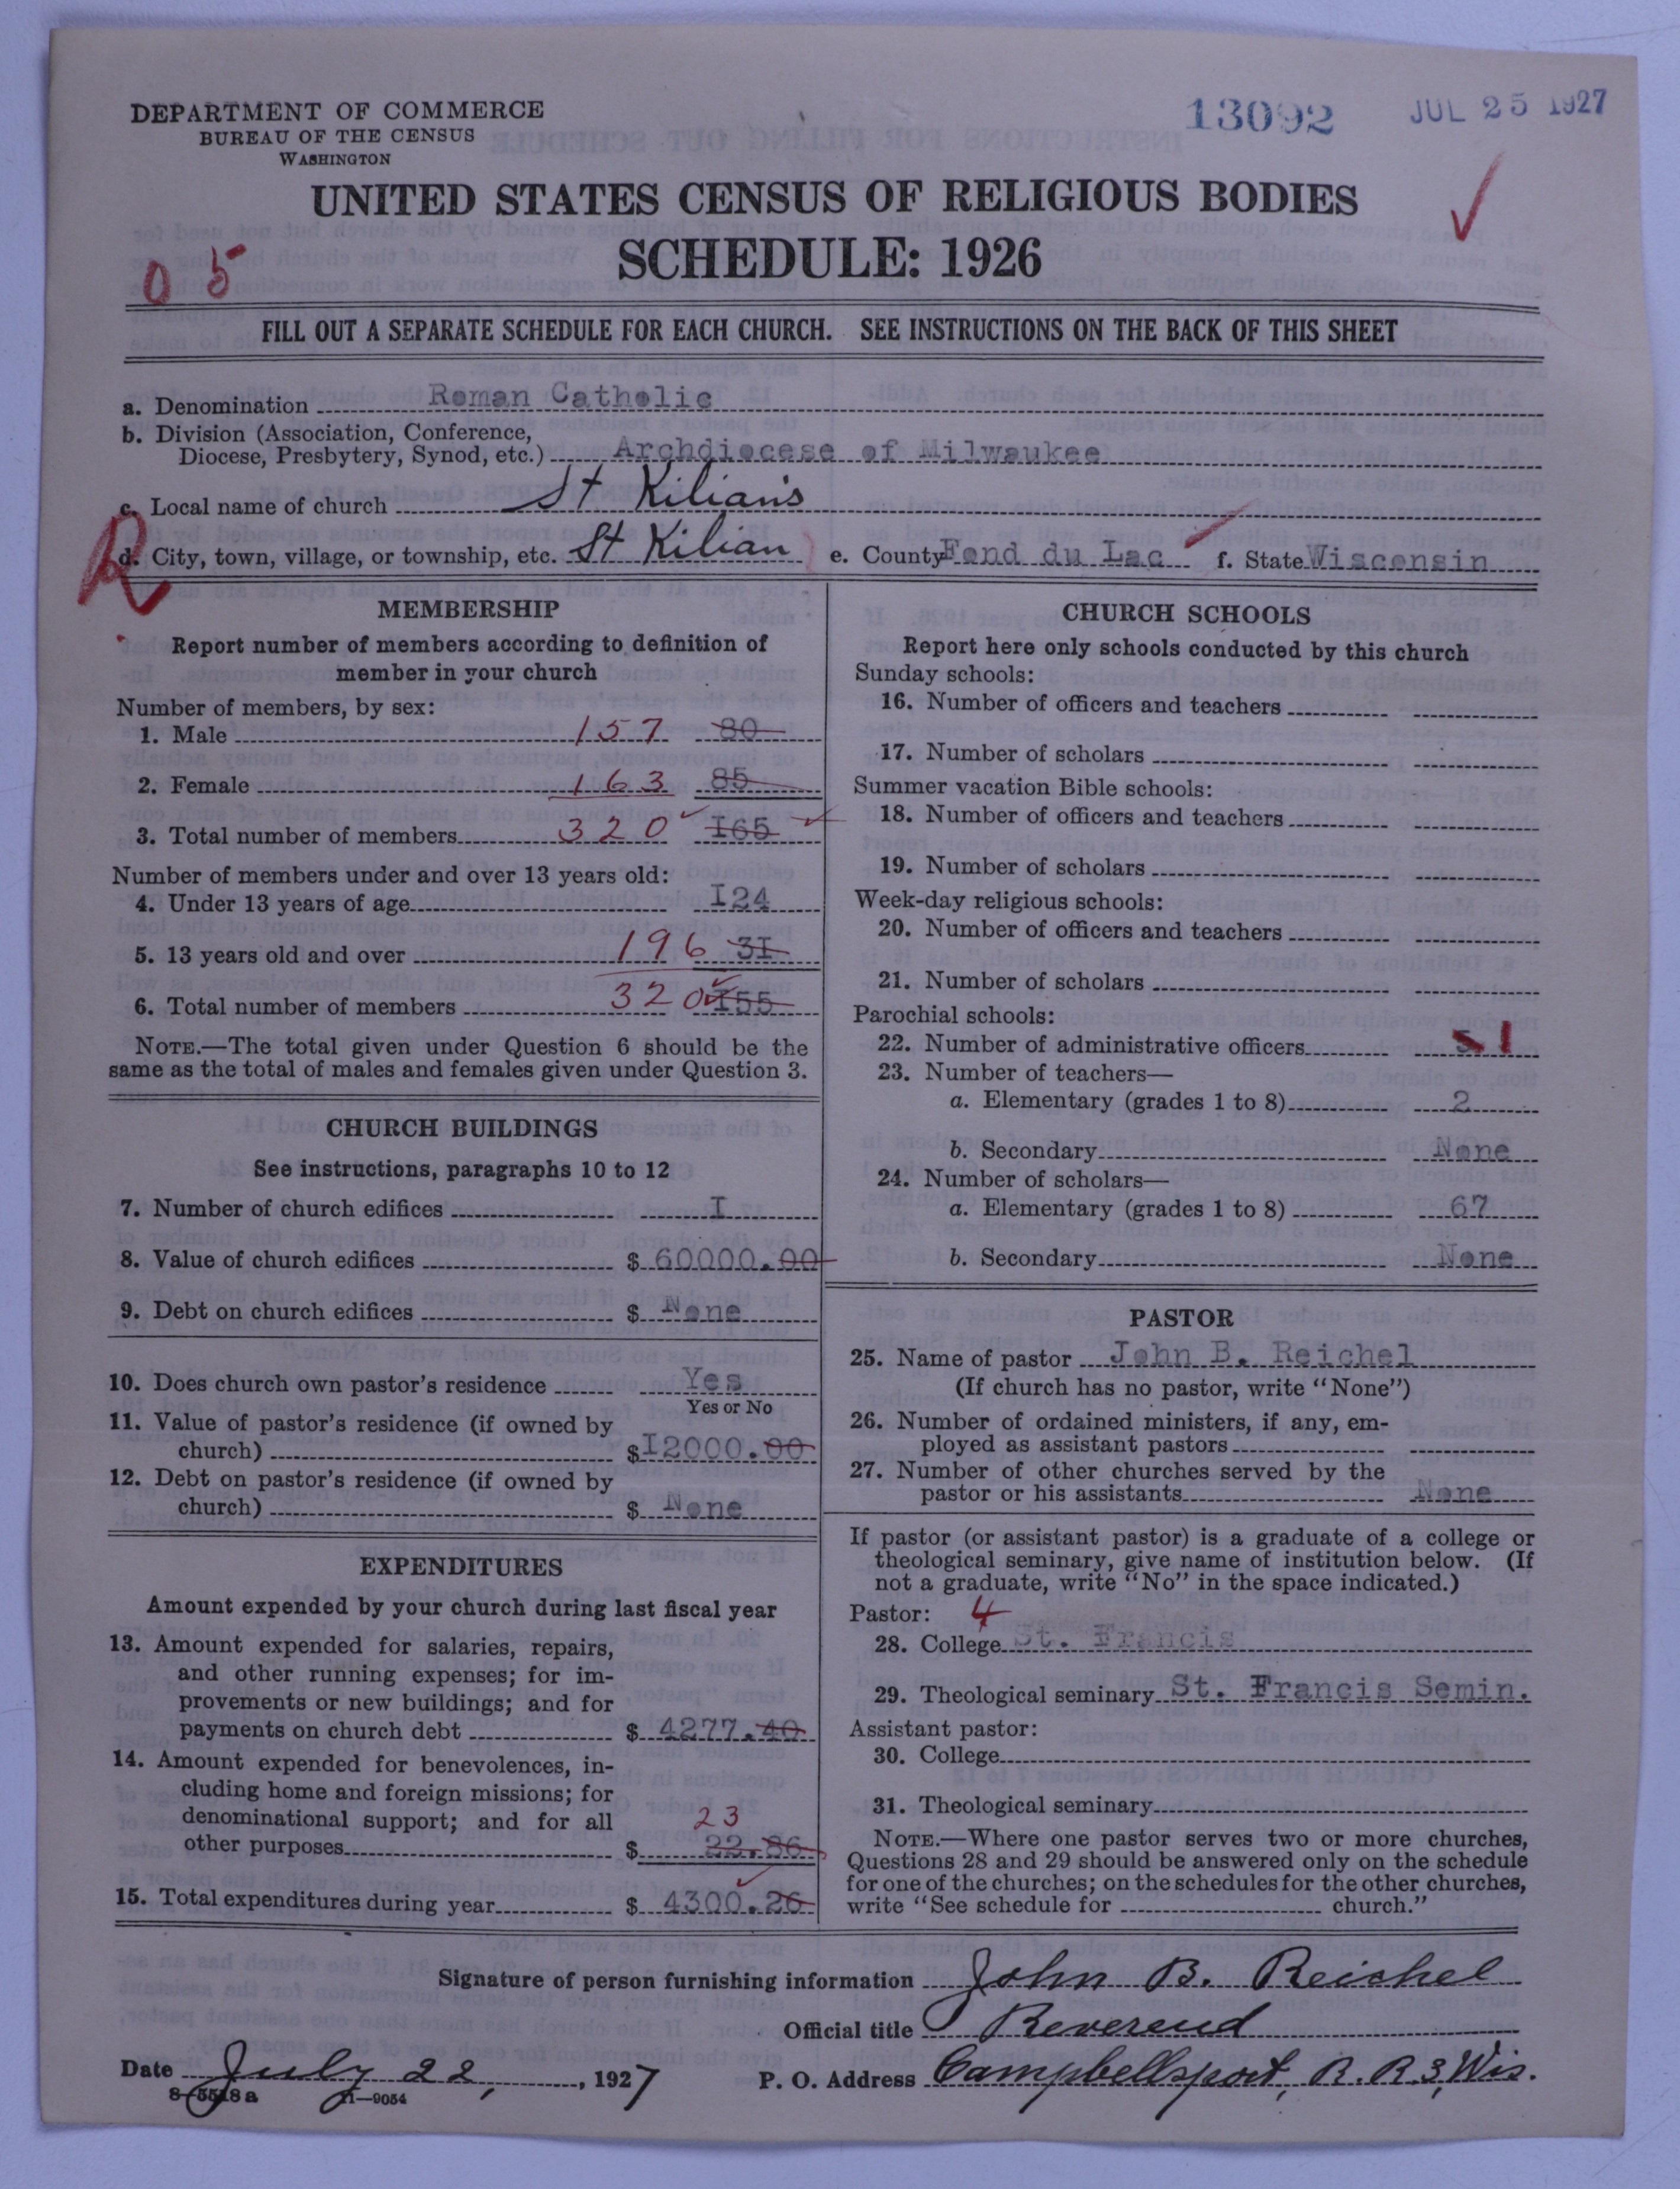 DEPARTMENT OF COMMERCE
BUREAU OF THE CENSUS
WASHINGTON
13092 JUL 25 1927
UNITED STATES CENSUS OF RELIGIOUS BODIES
SCHEDULE: 1926
0 5
FILL OUT A SEPARATE SCHEDULE FOR EACH CHURCH. SEE INSTRUCTIONS ON THE BACK OF THIS SHEET
a. Denomination Roman Catholic
b. Division (Association, Conference,
Diocese, Presbytery, Synod, etc.) Archdiocese of Milwaukee
c. Local name of church St Kilian's
R
d. City, town, village, or township, etc. St Kilian e. County Fond du Lac f. State Wisconsin
MEMBERSHIP
Report number of members according to definition of
member in your church
Number of members, by sex:
1. Male 157 80
2. Female 163 85
3. Total number of members 320 I65
Number of members under and over 13 years old:
4. Under 13 years of age I24
5. 13 years old and over 196 3I
6. Total number of members 320 I55
NOTE.—The total given under Question 6 should be the
same as the total of males and females given under Question 3.
CHURCH BUILDINGS
See instructions, paragraphs 10 to 12
7. Number of church edifices I
8. Value of church edifices $ 60000.00
9. Debt on church edifices $ None
10. Does church own pastor's residence Yes
Yes or No
11. Value of pastor's residence (if owned by
church) $ I2000.00
12. Debt on pastor's residence (if owned by
church) $ None
EXPENDITURES
Amount expended by your church during last fiscal year
13. Amount expended for salaries, repairs,
and other running expenses; for im-
provements or new buildings; and for
payments on church debt $ 4277.40
14. Amount expended for benevolences, in-
cluding home and foreign missions; for
denominational support; and for all 23
other purposes $ 22.86
15. Total expenditures during year $ 4300.26
CHURCH SCHOOLS
Report here only schools conducted by this church
Sunday schools:
16. Number of officers and teachers
17. Number of scholars
Summer vacation Bible schools:
18. Number of officers and teachers
19. Number of scholars
Week-day religious schools:
20. Number of officers and teachers
21. Number of scholars
Parochial schools:
22. Number of administrative officers 1
23. Number of teachers—
a. Elementary (grades 1 to 8) 2
b. Secondary None
24. Number of scholars—
a. Elementary (grades 1 to 8) 67
b. Secondary None
PASTOR
25. Name of pastor John B. Reichel
(If church has no pastor, write "None")
26. Number of ordained ministers, if any, em-
ployed as assistant pastors
27. Number of other churches served by the
pastor or his assistants None
If pastor (or assistant pastor) is a graduate of a college or
theological seminary, give name of institution below. (If
not a graduate, write "No" in the space indicated.)
Pastor: 4
28. College St. Francis
29. Theological seminary St. Francis Semin.
Assistant pastor:
30. College
31. Theological seminary
NOTE.—Where one pastor serves two or more churches,
Questions 28 and 29 should be answered only on the schedule
for one of the churches; on the schedules for the other churches,
write "See schedule for church."
Signature of person furnishing information John B. Reichel
Official title Reverend
Date July 22, , 1927 P. O. Address Campbellsport, R. R. 3, Wis.
8-5518a 11-9054